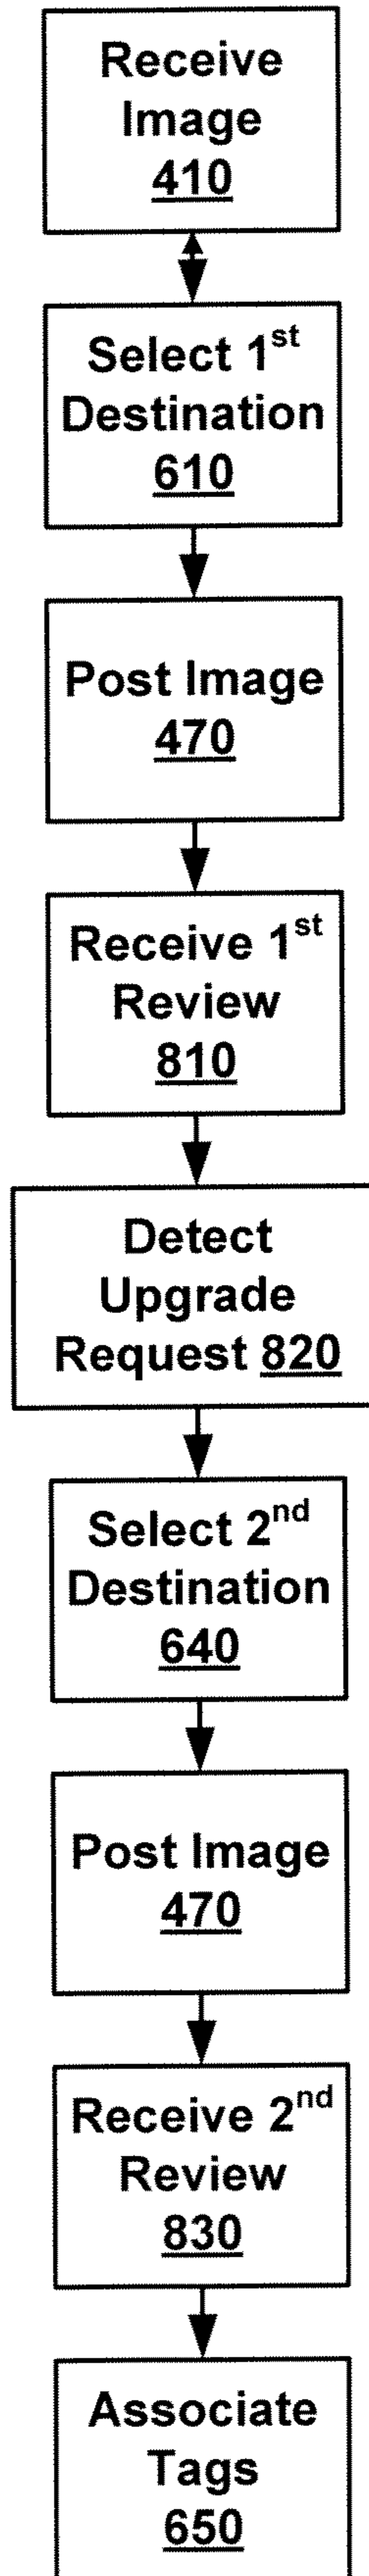 Receive
Image
410
Select 1st
Destination
610
Post Image
470
Receive 1st
Review
810
Detect
Upgrade
Request 820
Select 2nd
Destination
640
Post Image
470
Receive 2nd
Review
830
Associate
Tags
650